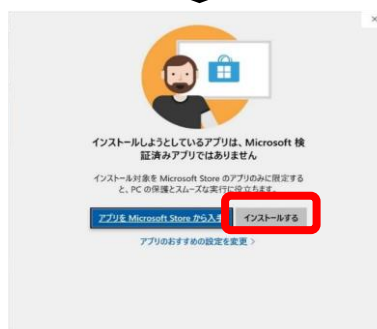 インストールしようとしているアプリは、Microsoft 検
証済みアプリではありません
インストール対象を Microsoft Store のアプリのみに限定する
と、PC の保護とスムーズな実行に役立ちます。
アプリを Microsoft Store から入手 インストールする
アプリのおすすめの設定を変更 >